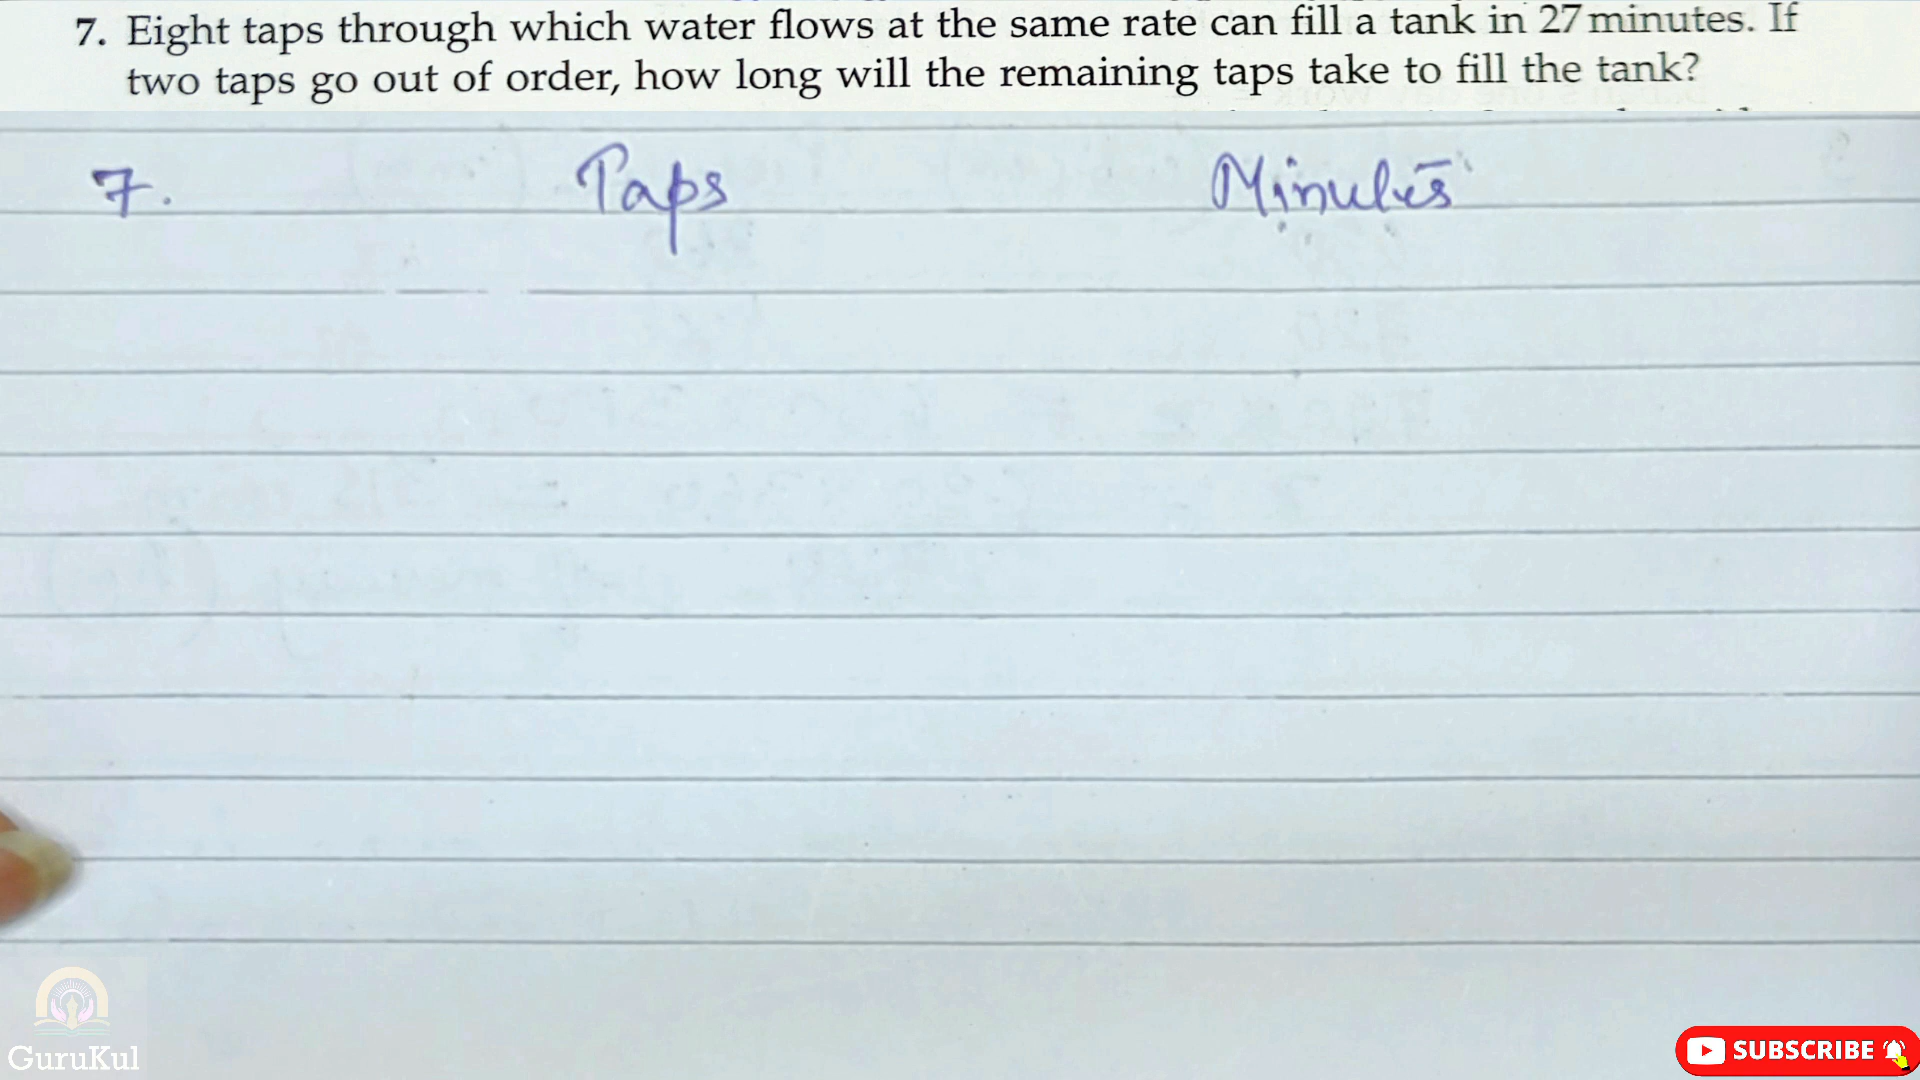 7. Eight taps through which water flows at the same rate can fill a tank in 27 minutes. If
two taps go out of order, how long will the remaining taps take to fill the tank?
7. Taps Minutes
GuruKul
SUBSCRIBE